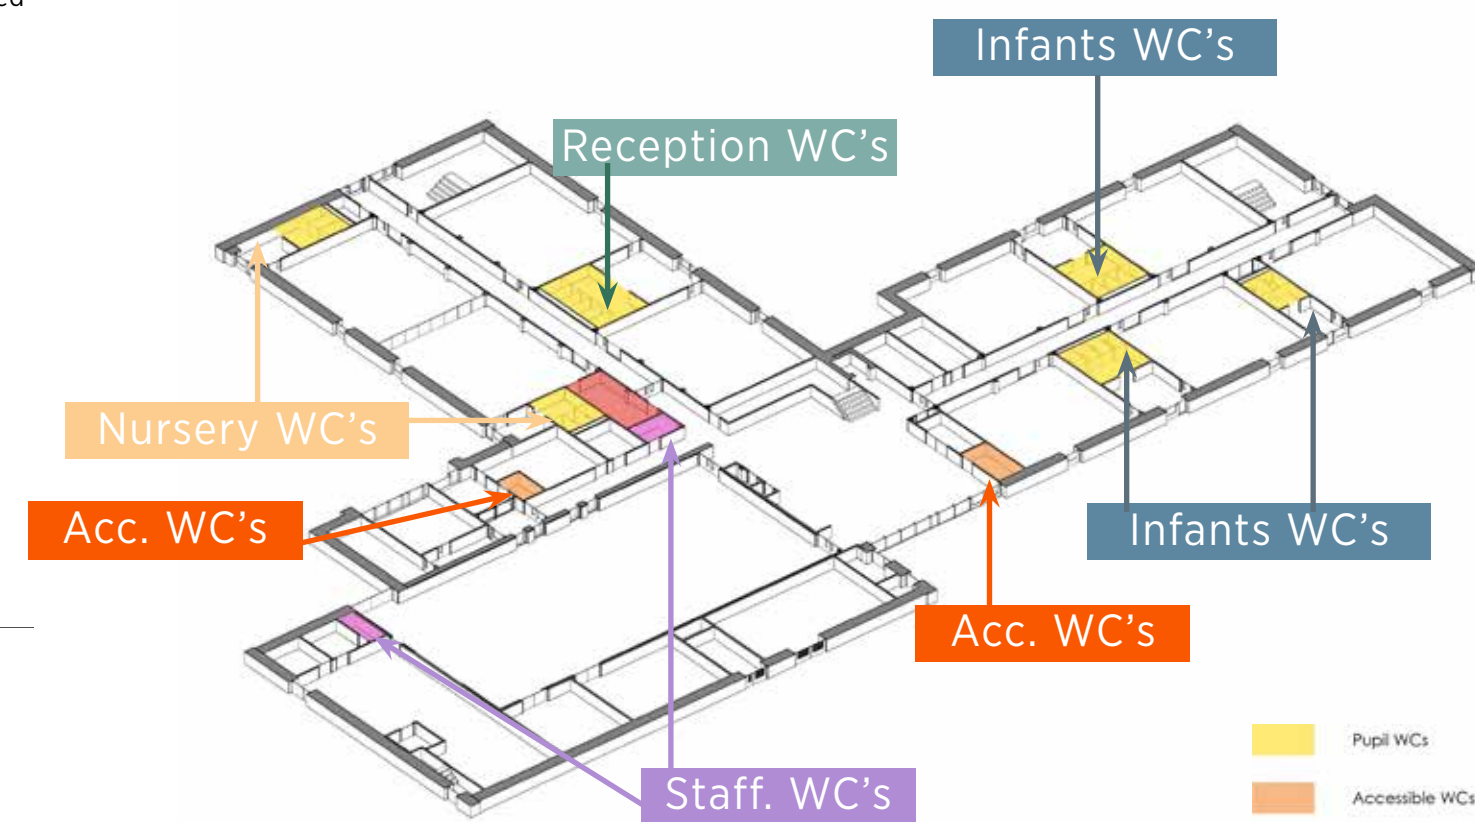 Infants WC's
Reception WC's
Nursery WC's
Acc. WC's
Infants WC's
Acc. WC's
Staff. WC's
Pupil WCs
Accessible WCs